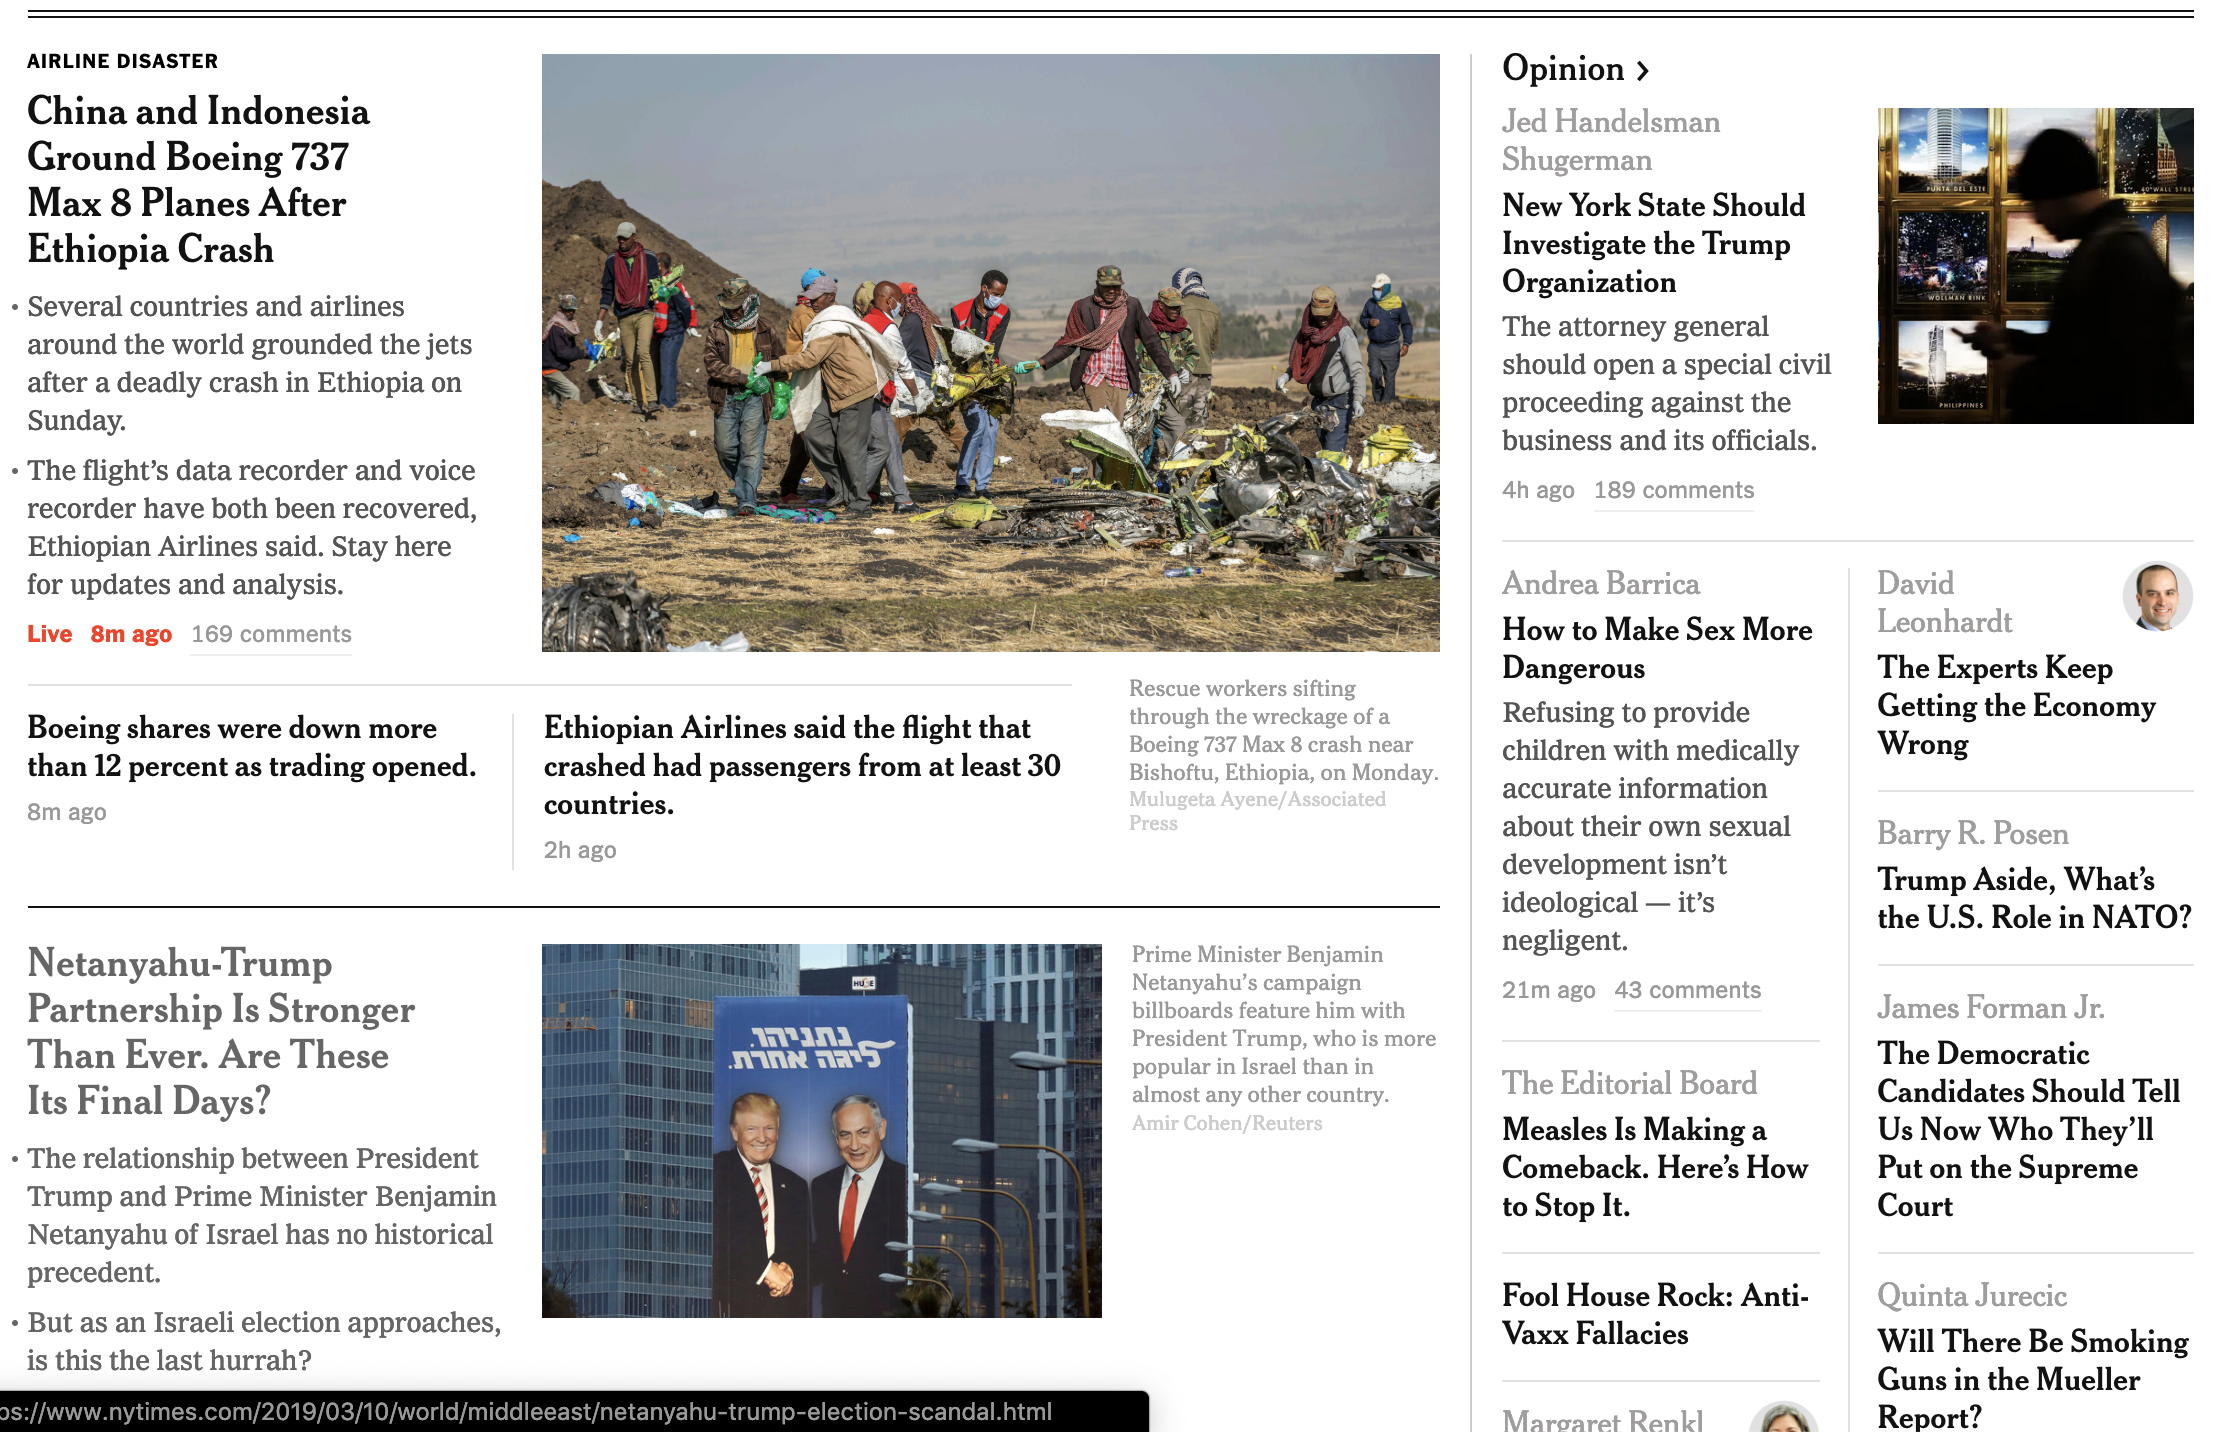 AIRLINE DISASTER
China and Indonesia
Ground Boeing 737
Max 8 Planes After
Ethiopia Crash
• Several countries and airlines
around the world grounded the jets
after a deadly crash in Ethiopia on
Sunday.
• The flight’s data recorder and voice
recorder have both been recovered,
Ethiopian Airlines said. Stay here
for updates and analysis.
Live 8m ago 169 comments
Boeing shares were down more
than 12 percent as trading opened.
8m ago
Ethiopian Airlines said the flight that
crashed had passengers from at least 30
countries.
2h ago
Rescue workers sifting
through the wreckage of a
Boeing 737 Max 8 crash near
Bishoftu, Ethiopia, on Monday.
Mulugeta Ayene/Associated
Press
Netanyahu-Trump
Partnership Is Stronger
Than Ever. Are These
Its Final Days?
• The relationship between President
Trump and Prime Minister Benjamin
Netanyahu of Israel has no historical
precedent.
• But as an Israeli election approaches,
is this the last hurrah?
נתניהו.
ליגה אחרת.
Prime Minister Benjamin
Netanyahu’s campaign
billboards feature him with
President Trump, who is more
popular in Israel than in
almost any other country.
Amir Cohen/Reuters
ps://www.nytimes.com/2019/03/10/world/middleeast/netanyahu-trump-election-scandal.html
Opinion >
Jed Handelsman
Shugerman
New York State Should
Investigate the Trump
Organization
The attorney general
should open a special civil
proceeding against the
business and its officials.
4h ago 189 comments
PUNTA DEL ESTE
WOLLMAN RINK
PHILIPPINES
Andrea Barrica
How to Make Sex More
Dangerous
Refusing to provide
children with medically
accurate information
about their own sexual
development isn’t
ideological — it’s
negligent.
21m ago 43 comments
The Editorial Board
Measles Is Making a
Comeback. Here’s How
to Stop It.
Fool House Rock: Anti-
Vaxx Fallacies
Margaret Renkl
David
Leonhardt
The Experts Keep
Getting the Economy
Wrong
Barry R. Posen
Trump Aside, What’s
the U.S. Role in NATO?
James Forman Jr.
The Democratic
Candidates Should Tell
Us Now Who They’ll
Put on the Supreme
Court
Quinta Jurecic
Will There Be Smoking
Guns in the Mueller
Report?